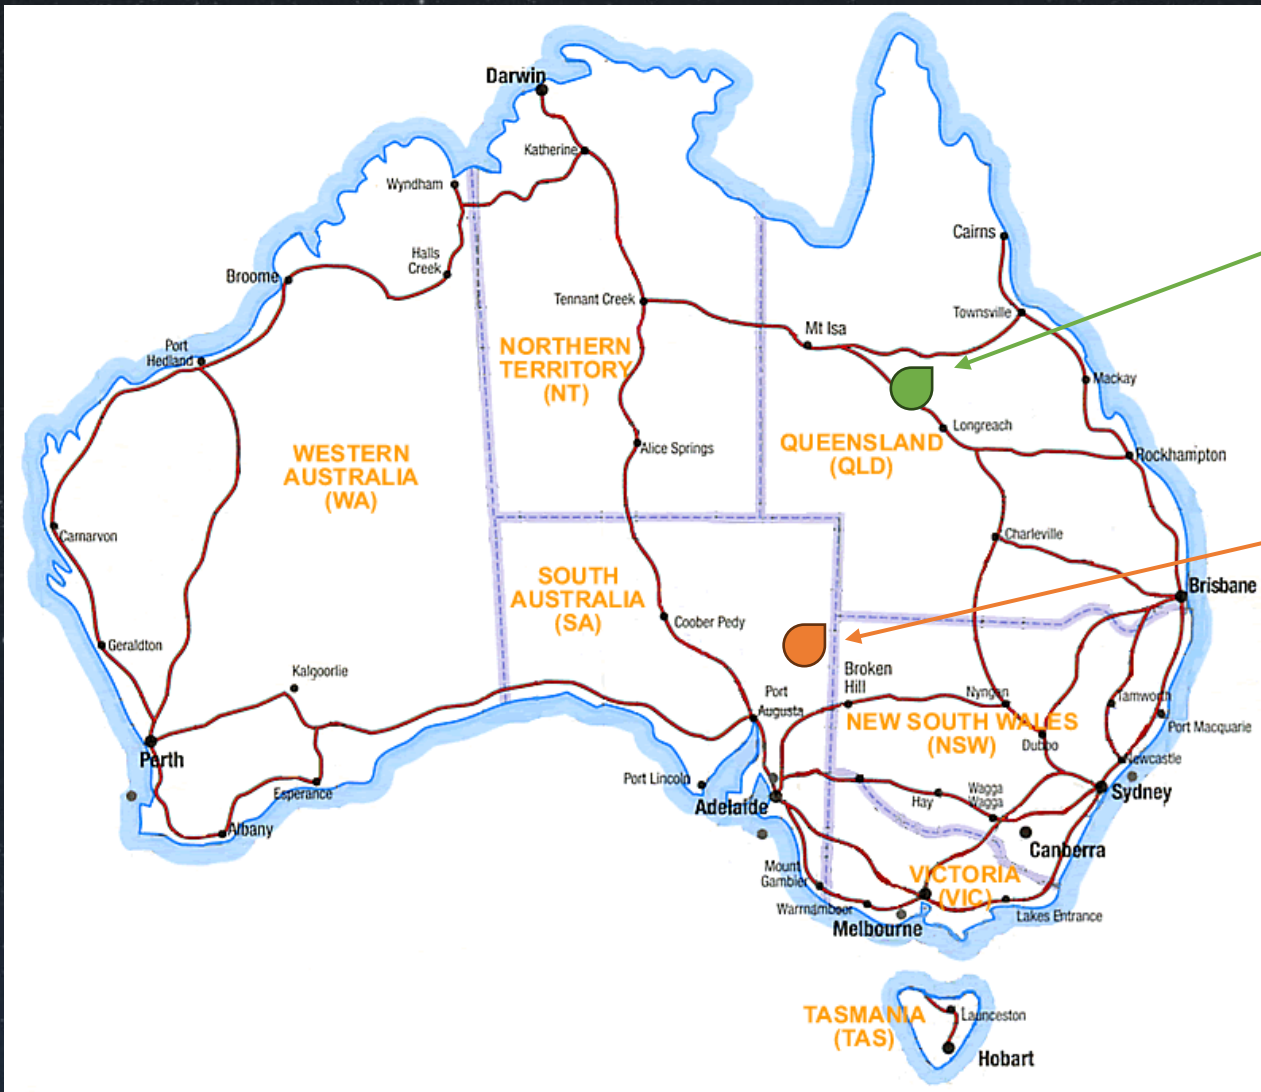 Darwin
Katherine
Wyndham
Halls
Creek
Broome
Port
Hedland
Tennant Creek
Cairns
Townsville
Mt Isa
Mackay
NORTHERN
TERRITORY
(NT)
Longreach
QUEENSLAND
(QLD)
Alice Springs
Rockhampton
WESTERN
AUSTRALIA
(WA)
Carnarvon
Charleville
SOUTH
AUSTRALIA
(SA)
Brisbane
Coober Pedy
Geraldton
Kalgoorlie
Broken
Hill
Port
Augusta
Nyngan
Tamworth
NEW SOUTH WALES
(NSW)
Port Macquarie
Dubbo
Perth
Newcastle
Port Lincoln
Esperance
Adelaide
Hay
Wagga
Wagga
Sydney
Albany
Canberra
Mount
Gambier
VICTORIA
(VIC)
Warrnambool
Lakes Entrance
Melbourne
TASMANIA
(TAS)
Launceston
Hobart